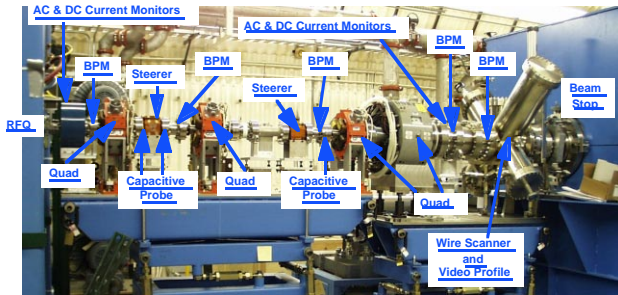 AC & DC Current Monitors
AC & DC Current Monitors
BPM
Steerer
BPM
Steerer
BPM
BPM
BPM
Beam
Stop
RFQ
Quad
Capacitive
Probe
Quad
Capacitive
Probe
Quad
Wire Scanner
and
Video Profile